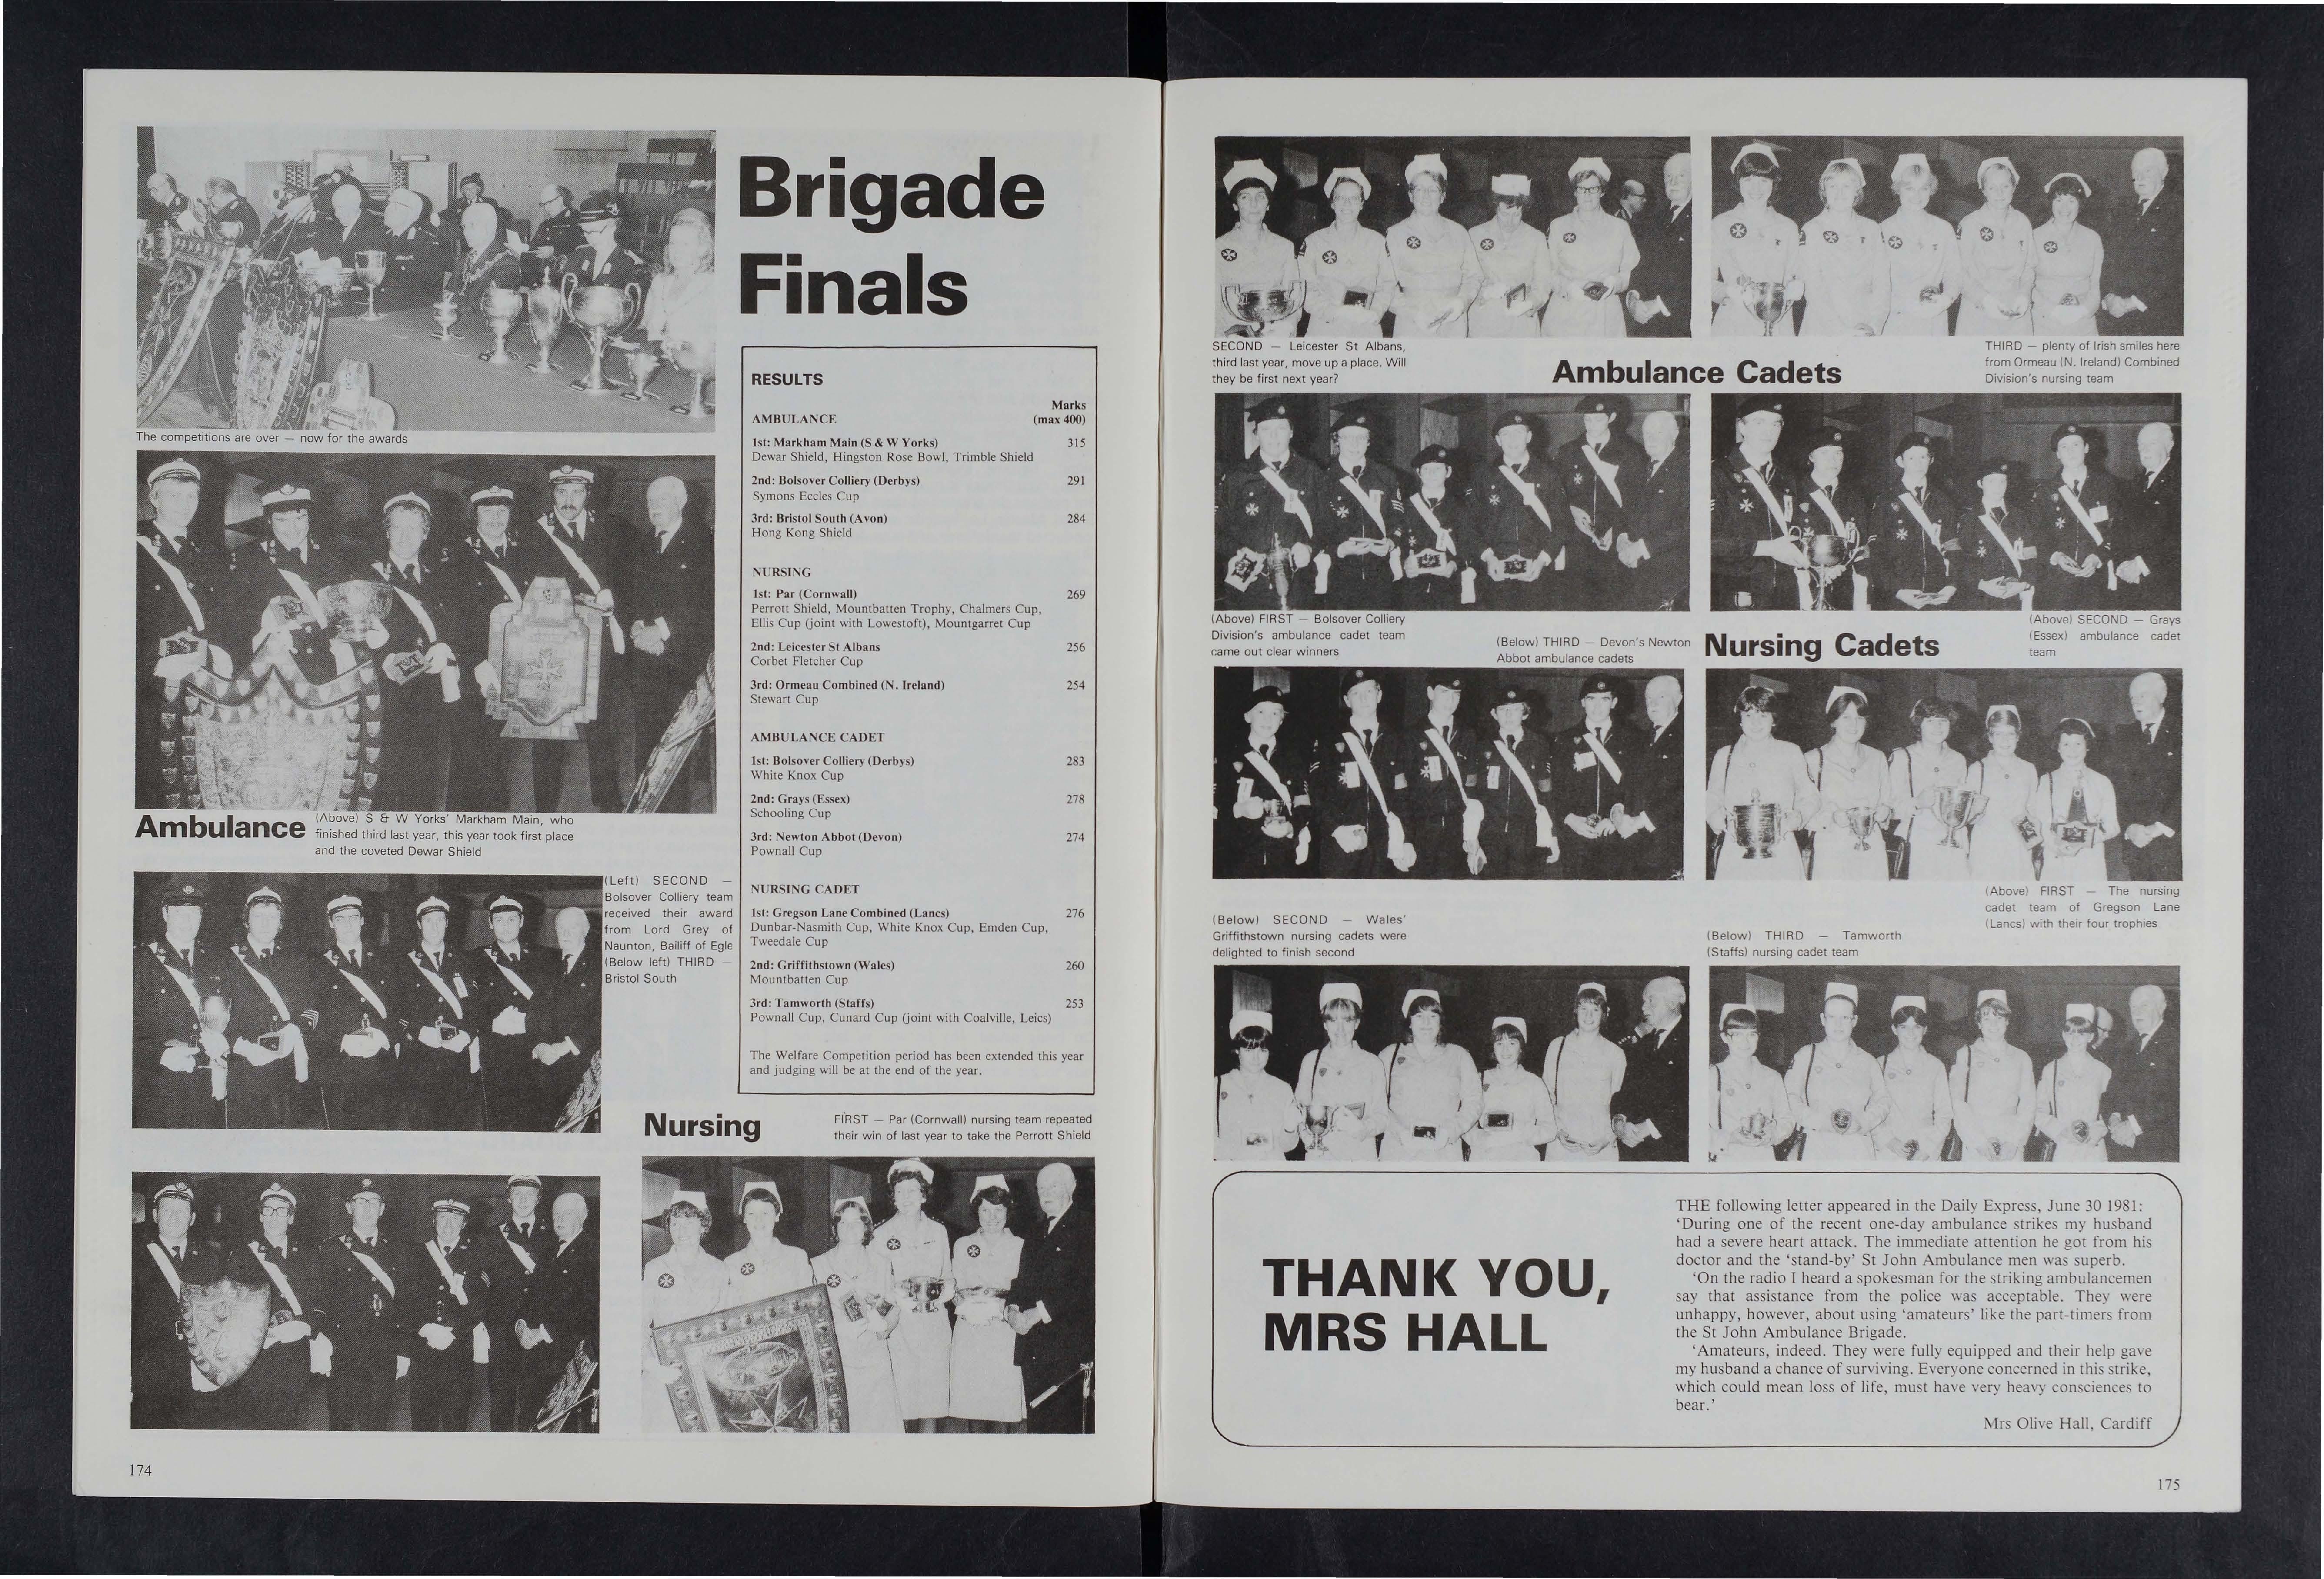 Brigade
Finals
The competitions are over — now for the awards
Ambulance
(Above) S & W Yorks' Markham Main, who
finished third last year, this year took first place
and the coveted Dewar Shield
(Left) SECOND —
Bolsover Colliery team
received their award
from Lord Grey of
Naunton, Bailiff of Egle
(Below left) THIRD —
Bristol South
RESULTS
Marks
AMBULANCE (max 400)
1st: Markham Main (S & W Yorks) 315
Dewar Shield, Hingston Rose Bowl, Trimble Shield
2nd: Bolsover Colliery (Derbys) 291
Symons Eccles Cup
3rd: Bristol South (Avon) 284
Hong Kong Shield
NURSING
1st: Par (Cornwall) 269
Perrott Shield, Mountbatten Trophy, Chalmers Cup,
Ellis Cup (joint with Lowestoft), Mountgarret Cup
2nd: Leicester St Albans 256
Corbet Fletcher Cup
3rd: Ormeau Combined (N. Ireland) 254
Stewart Cup
AMBULANCE CADET
1st: Bolsover Colliery (Derbys) 283
White Knox Cup
2nd: Grays (Essex) 278
Schooling Cup
3rd: Newton Abbot (Devon) 274
Pownall Cup
NURSING CADET
1st: Gregson Lane Combined (Lancs) 276
Dunbar-Nasmith Cup, White Knox Cup, Emden Cup,
Tweedale Cup
2nd: Griffithstown (Wales) 260
Mountbatten Cup
3rd: Tamworth (Staffs) 253
Pownall Cup, Cunard Cup (joint with Coalville, Leics)
The Welfare Competition period has been extended this year
and judging will be at the end of the year.
Nursing
FIRST — Par (Cornwall) nursing team repeated
their win of last year to take the Perrott Shield
174
SECOND — Leicester St Albans,
third last year, move up a place. Will
they be first next year?
Ambulance Cadets
THIRD — plenty of Irish smiles here
from Ormeau (N. Ireland) Combined
Division's nursing team
(Above) FIRST — Bolsover Colliery
Division's ambulance cadet team
came out clear winners
(Below) THIRD — Devon's Newton
Abbot ambulance cadets
Nursing Cadets
(Above) SECOND — Grays
(Essex) ambulance cadet
team
(Below) SECOND — Wales'
Griffithstown nursing cadets were
delighted to finish second
(Below) THIRD — Tamworth
(Staffs) nursing cadet team
(Above) FIRST — The nursing
cadet team of Gregson Lane
(Lancs) with their four trophies
THANK YOU,
MRS HALL
THE following letter appeared in the Daily Express, June 30 1981:
'During one of the recent one-day ambulance strikes my husband
had a severe heart attack. The immediate attention he got from his
doctor and the 'stand-by' St John Ambulance men was superb.
'On the radio I heard a spokesman for the striking ambulancemen
say that assistance from the police was acceptable. They were
unhappy, however, about using 'amateurs' like the part-timers from
the St John Ambulance Brigade.
'Amateurs, indeed. They were fully equipped and their help gave
my husband a chance of surviving. Everyone concerned in this strike,
which could mean loss of life, must have very heavy consciences to
bear.'
Mrs Olive Hall, Cardiff
175